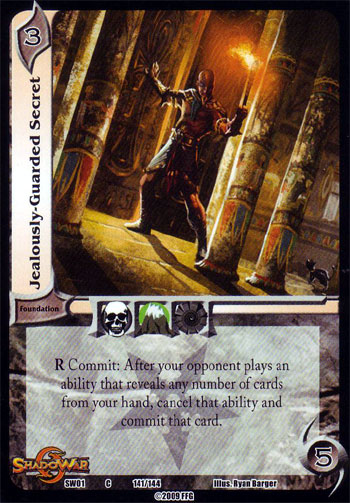 3
Jealously-Guarded Secret
Foundation
R Commit: After your opponent plays an
ability that reveals any number of cards
from your hand, cancel that ability and
commit that card.
5
SHADOWAR
SW01 C 141/144 Illus. Ryan Barger
©2009 FFG